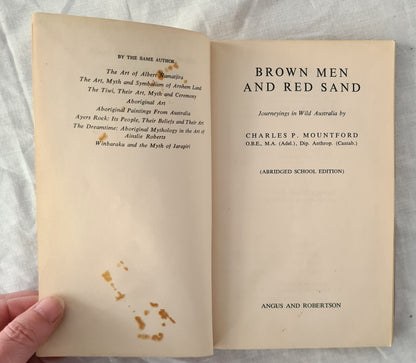 BY THE SAME AUTHOR
The Art of Albert Namatjira
The Art, Myth and Symbolism of Arnhem Land
The Tiwi, Their Art, Myth and Ceremony
Aboriginal Art
Aboriginal Paintings From Australia
Ayers Rock: Its People, Their Beliefs and Their Art
The Dreamtime: Aboriginal Mythology in the Art of
Ainslie Roberts
Winbaraku and the Myth of Jarapiri
BROWN MEN
AND RED SAND
Journeyings in Wild Australia by
CHARLES P. MOUNTFORD
O.B.E., M.A. (Adel.), Dip. Anthrop. (Cantab.)
(ABRIDGED SCHOOL EDITION)
ANGUS AND ROBERTSON